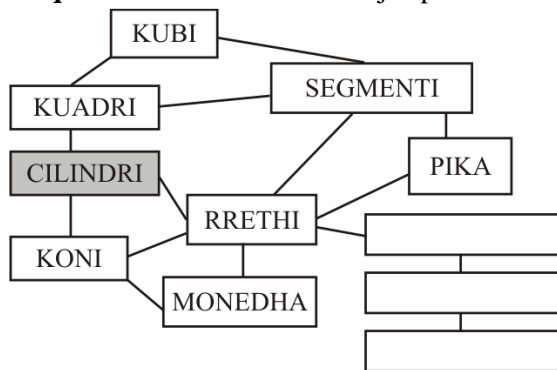 KUBI
SEGMENTI
KUADRI
PIKA
CILINDRI
RRETHI
KONI
MONEDHA